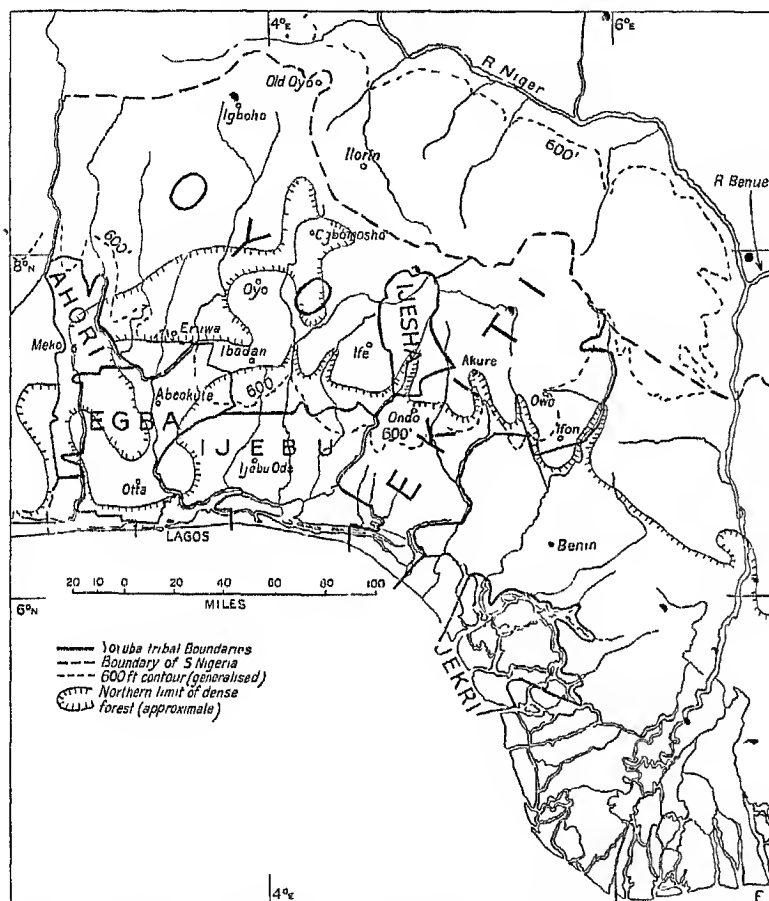 4°E
6°E
R Niger
Old Oyo
Igboho
Ilorin
600'
R Benue
OYO
600'
Ogbomosho
8°N
AHORI
Oyo
IJESHA
EKITI
Eruwa
Meko
Ibadan
Ife
Akure
Abeokuta
600'
Owo
EGBA
Ondo
Ifon
IJEBU
600'
Ijebu Ode
Otta
Benin
LAGOS
20 10 0 20 40 60 80 100
MILES
6°N
JEKRI
Yoruba tribal Boundaries
Boundary of S Nigeria
600 ft contour (generalised)
Northern limit of dense
forest (approximate)
4°E